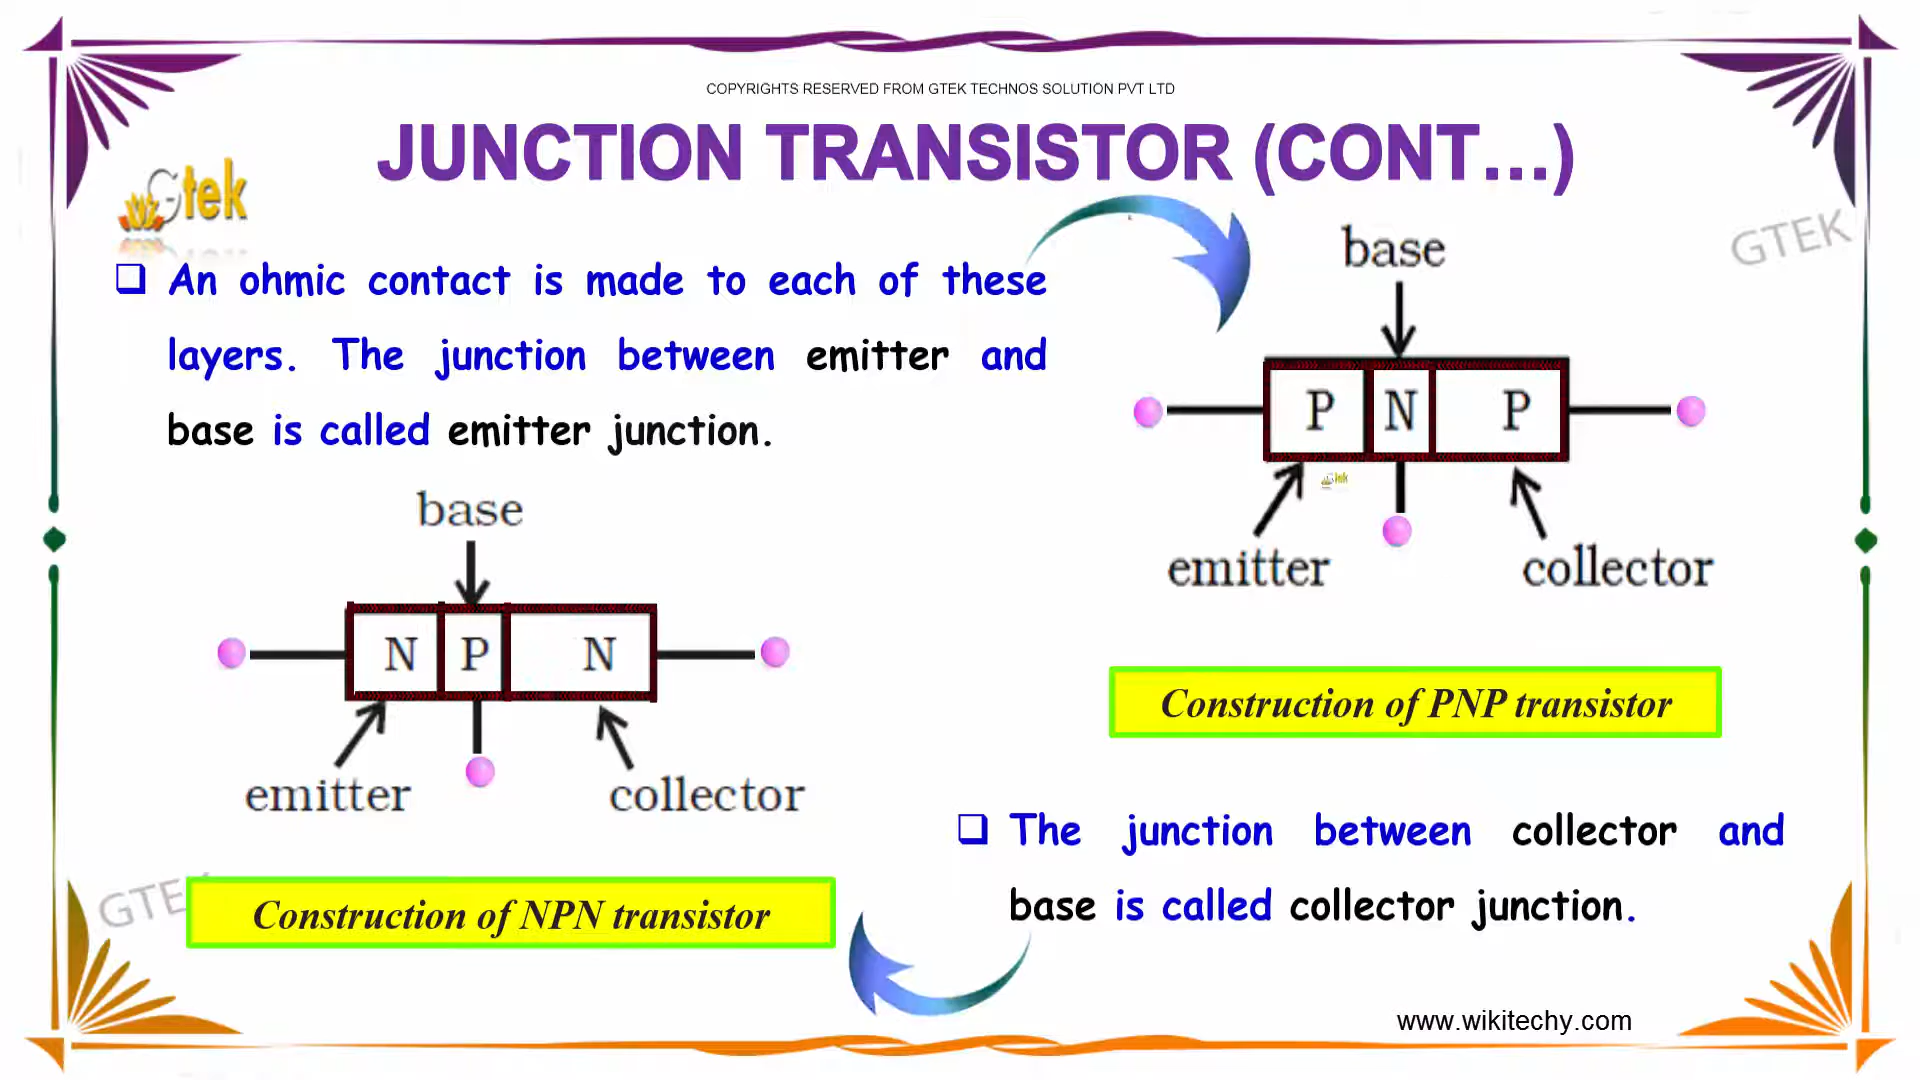 COPYRIGHTS RESERVED FROM GTEK TECHNOS SOLUTION PVT LTD
JUNCTION TRANSISTOR (CONT...)
Gtek
GTEK
❑ An ohmic contact is made to each of these
layers. The junction between emitter and
base is called emitter junction.
base
P N P
Gtek
emitter collector
Construction of PNP transistor
base
N P N
emitter collector
GTE
Construction of NPN transistor
❑ The junction between collector and
base is called collector junction.
www.wikitechy.com